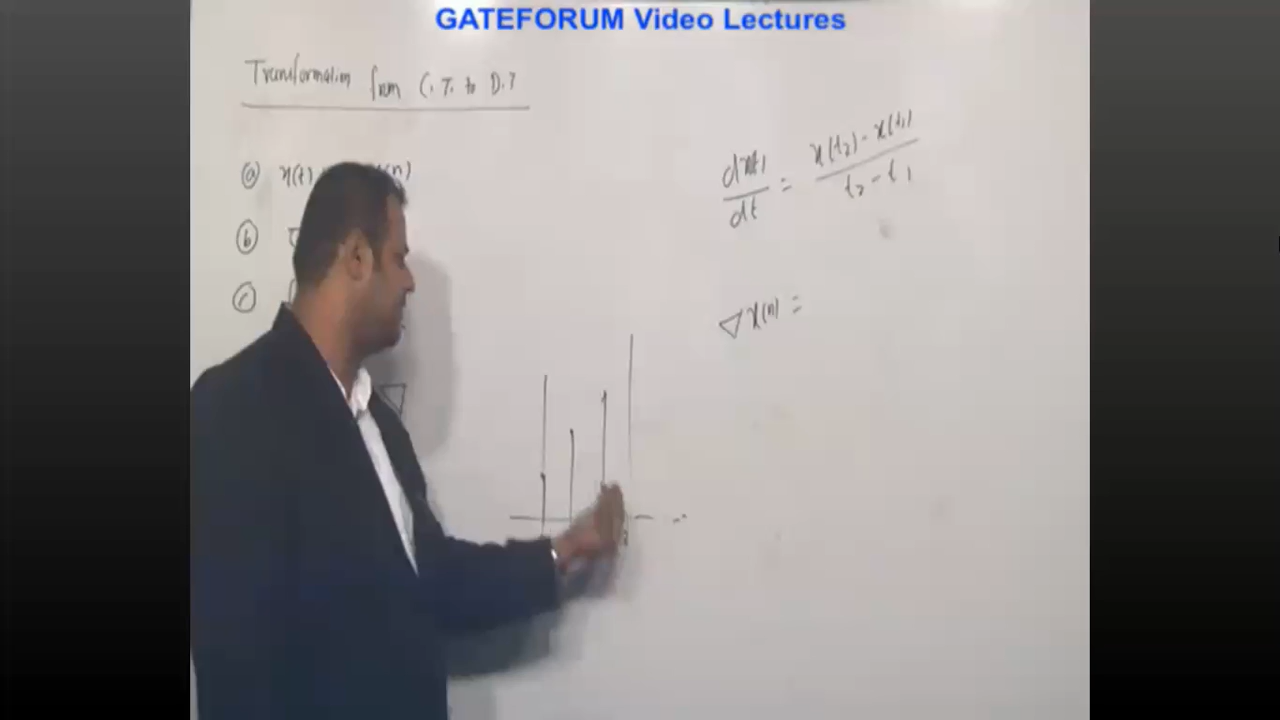 GATEFORUM Video Lectures
Transformation from C.T. to D.T
(a) x(t) x(n)
(b) ▽
(c)
dx(t)/dt = x(t2) - x(t1) / t2 - t1
▽x(n) =
▽